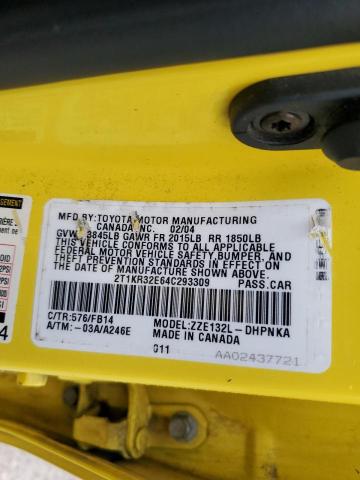 MFD BY:TOYOTA MOTOR MANUFACTURING
CANADA INC. 02/04
GVW 3845LB GAWR FR 2015LB RR 1850LB
THIS VEHICLE CONFORMS TO ALL APPLICABLE
FEDERAL MOTOR VEHICLE SAFETY, BUMPER, AND
THEFT PREVENTION STANDARDS IN EFFECT ON
THE DATE OF MANUFACTURE SHOWN ABOVE.
2T1KR32E64C293309 PASS.CAR
C/TR:576/FB14 MODEL:ZZE132L-DHPNKA
A/TM:-03A/A246E MADE IN CANADA
011 AA02437721